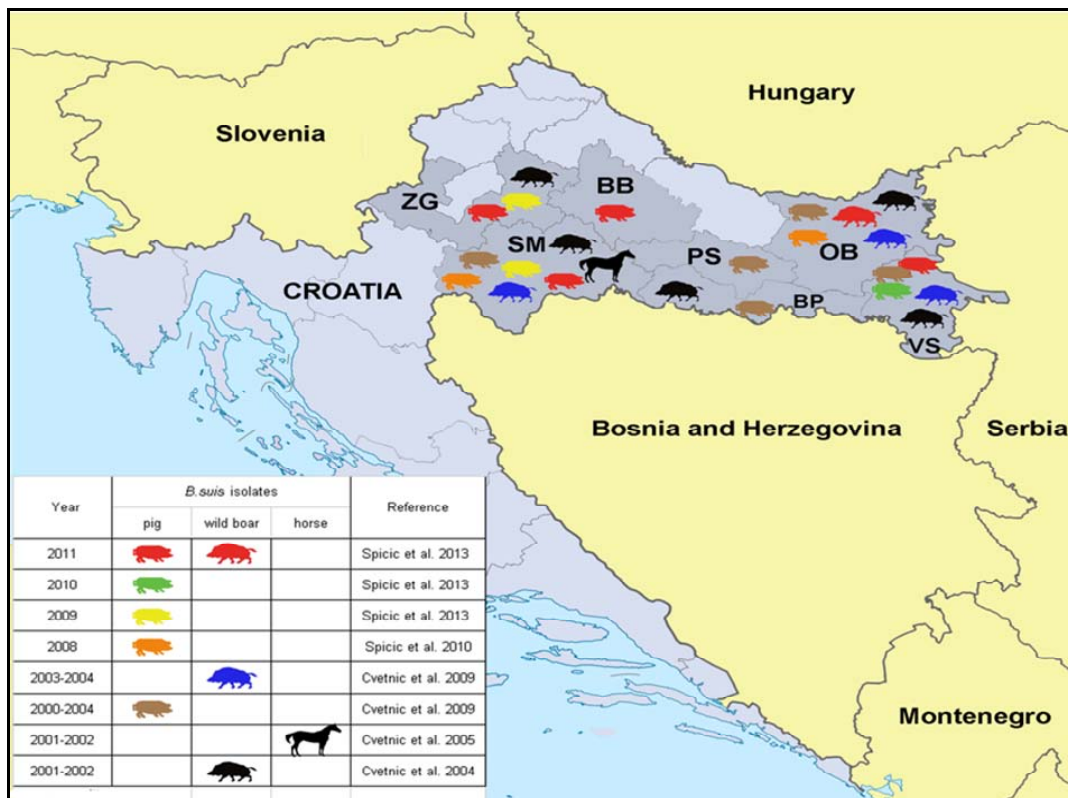 Hungary
Slovenia
ZG
BB
SM
PS
OB
CROATIA
BP
VS
Bosnia and Herzegovina
Serbia
Montenegro
Year B.suis isolates Reference
pig wild boar horse
2011 Spicic et al. 2013
2010 Spicic et al. 2013
2009 Spicic et al. 2013
2008 Spicic et al. 2010
2003-2004 Cvetnic et al. 2009
2000-2004 Cvetnic et al. 2009
2001-2002 Cvetnic et al. 2005
2001-2002 Cvetnic et al. 2004